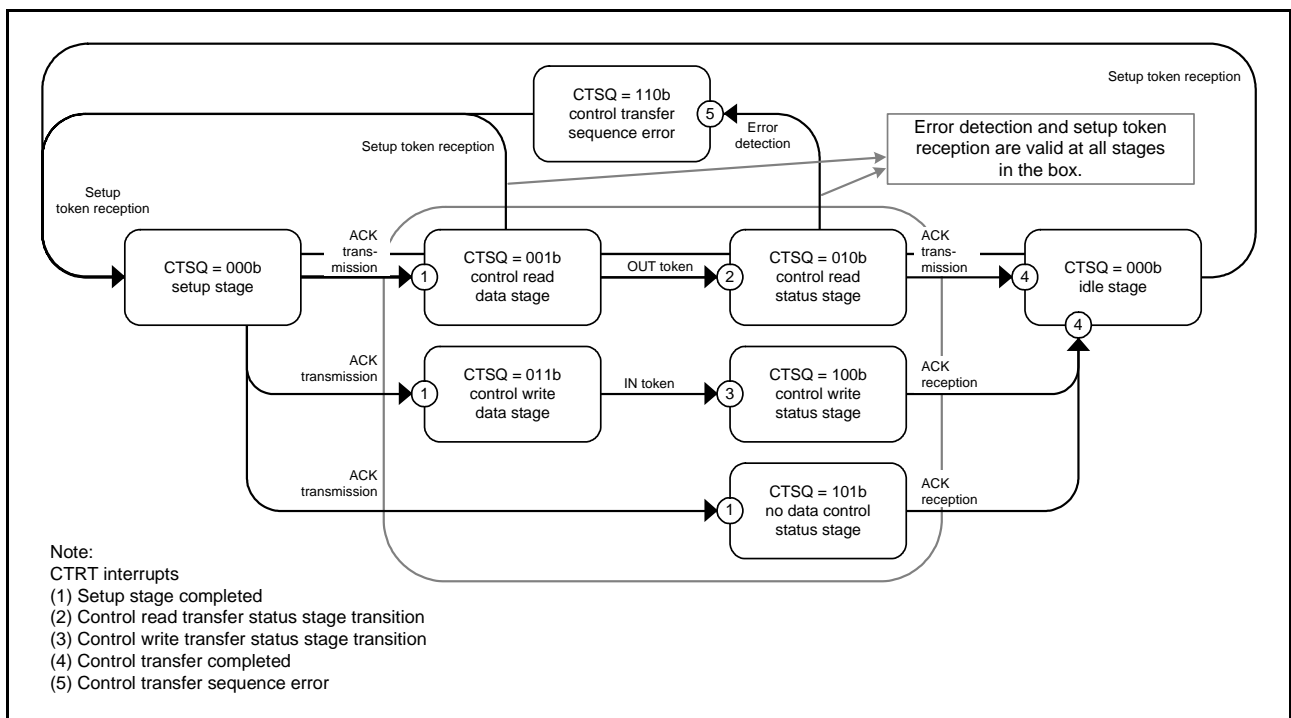 Setup token reception
CTSQ = 110b
control transfer
sequence error
5
Error
detection
Setup token reception
Error detection and setup token
reception are valid at all stages
in the box.
Setup
token reception
CTSQ = 000b
setup stage
ACK
trans-
mission
1
CTSQ = 001b
control read
data stage
OUT token
2
CTSQ = 010b
control read
status stage
ACK
trans-
mission
4
CTSQ = 000b
idle stage
4
ACK
transmission
1
CTSQ = 011b
control write
data stage
IN token
3
CTSQ = 100b
control write
status stage
ACK
reception
ACK
transmission
1
CTSQ = 101b
no data control
status stage
ACK
reception
Note:
CTRT interrupts
(1) Setup stage completed
(2) Control read transfer status stage transition
(3) Control write transfer status stage transition
(4) Control transfer completed
(5) Control transfer sequence error